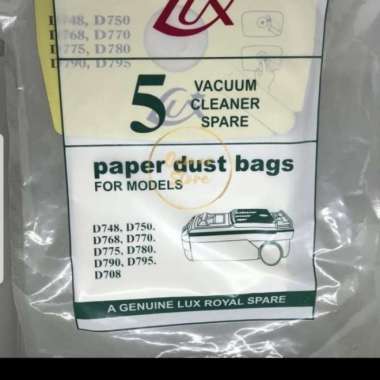 LUX
D748, D750
D768, D770
D775, D780
D790, D795
5 VACUUM
CLEANER
SPARE
paper dust bags
FOR MODELS
D748, D750,
D768, D770,
D775, D780,
D790, D795,
D708
A GENUINE LUX ROYAL SPARE